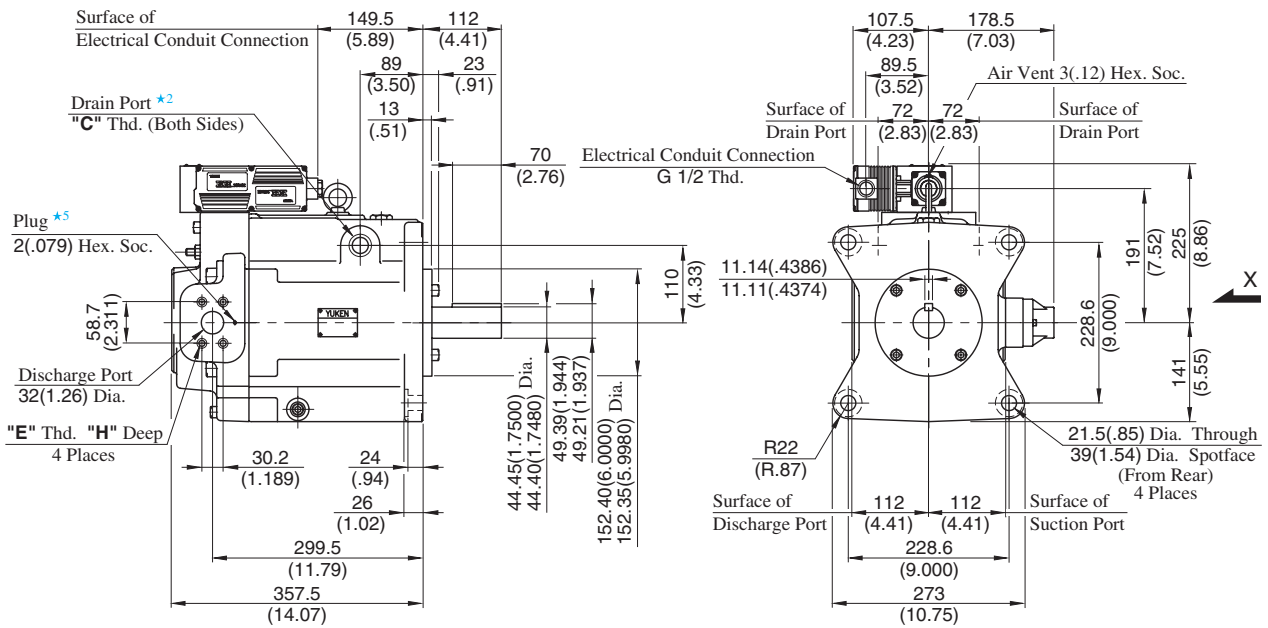 Surface of
Electrical Conduit Connection
149.5
(5.89)
112
(4.41)
89
(3.50)
23
(.91)
13
(.51)
Drain Port ★2
"C" Thd. (Both Sides)
70
(2.76)
Plug ★5
2(.079) Hex. Soc.
58.7
(2.311)
YUKEN
110
(4.33)
Discharge Port
32(1.26) Dia.
"E" Thd. "H" Deep
4 Places
30.2
(1.189)
24
(.94)
26
(1.02)
299.5
(11.79)
357.5
(14.07)
44.45(1.7500) Dia.
44.40(1.7480)
49.39(1.944)
49.21(1.937)
152.40(6.0000) Dia.
152.35(5.9980)
107.5
(4.23)
178.5
(7.03)
89.5
(3.52)
Air Vent 3(.12) Hex. Soc.
Surface of
Drain Port
72
(2.83)
72
(2.83)
Surface of
Drain Port
Electrical Conduit Connection
G 1/2 Thd.
11.14(.4386)
11.11(.4374)
191
(7.52)
225
(8.86)
X
228.6
(9.000)
141
(5.55)
R22
(R.87)
21.5(.85) Dia. Through
39(1.54) Dia. Spotface
(From Rear)
4 Places
Surface of
Discharge Port
112
(4.41)
112
(4.41)
Surface of
Suction Port
228.6
(9.000)
273
(10.75)